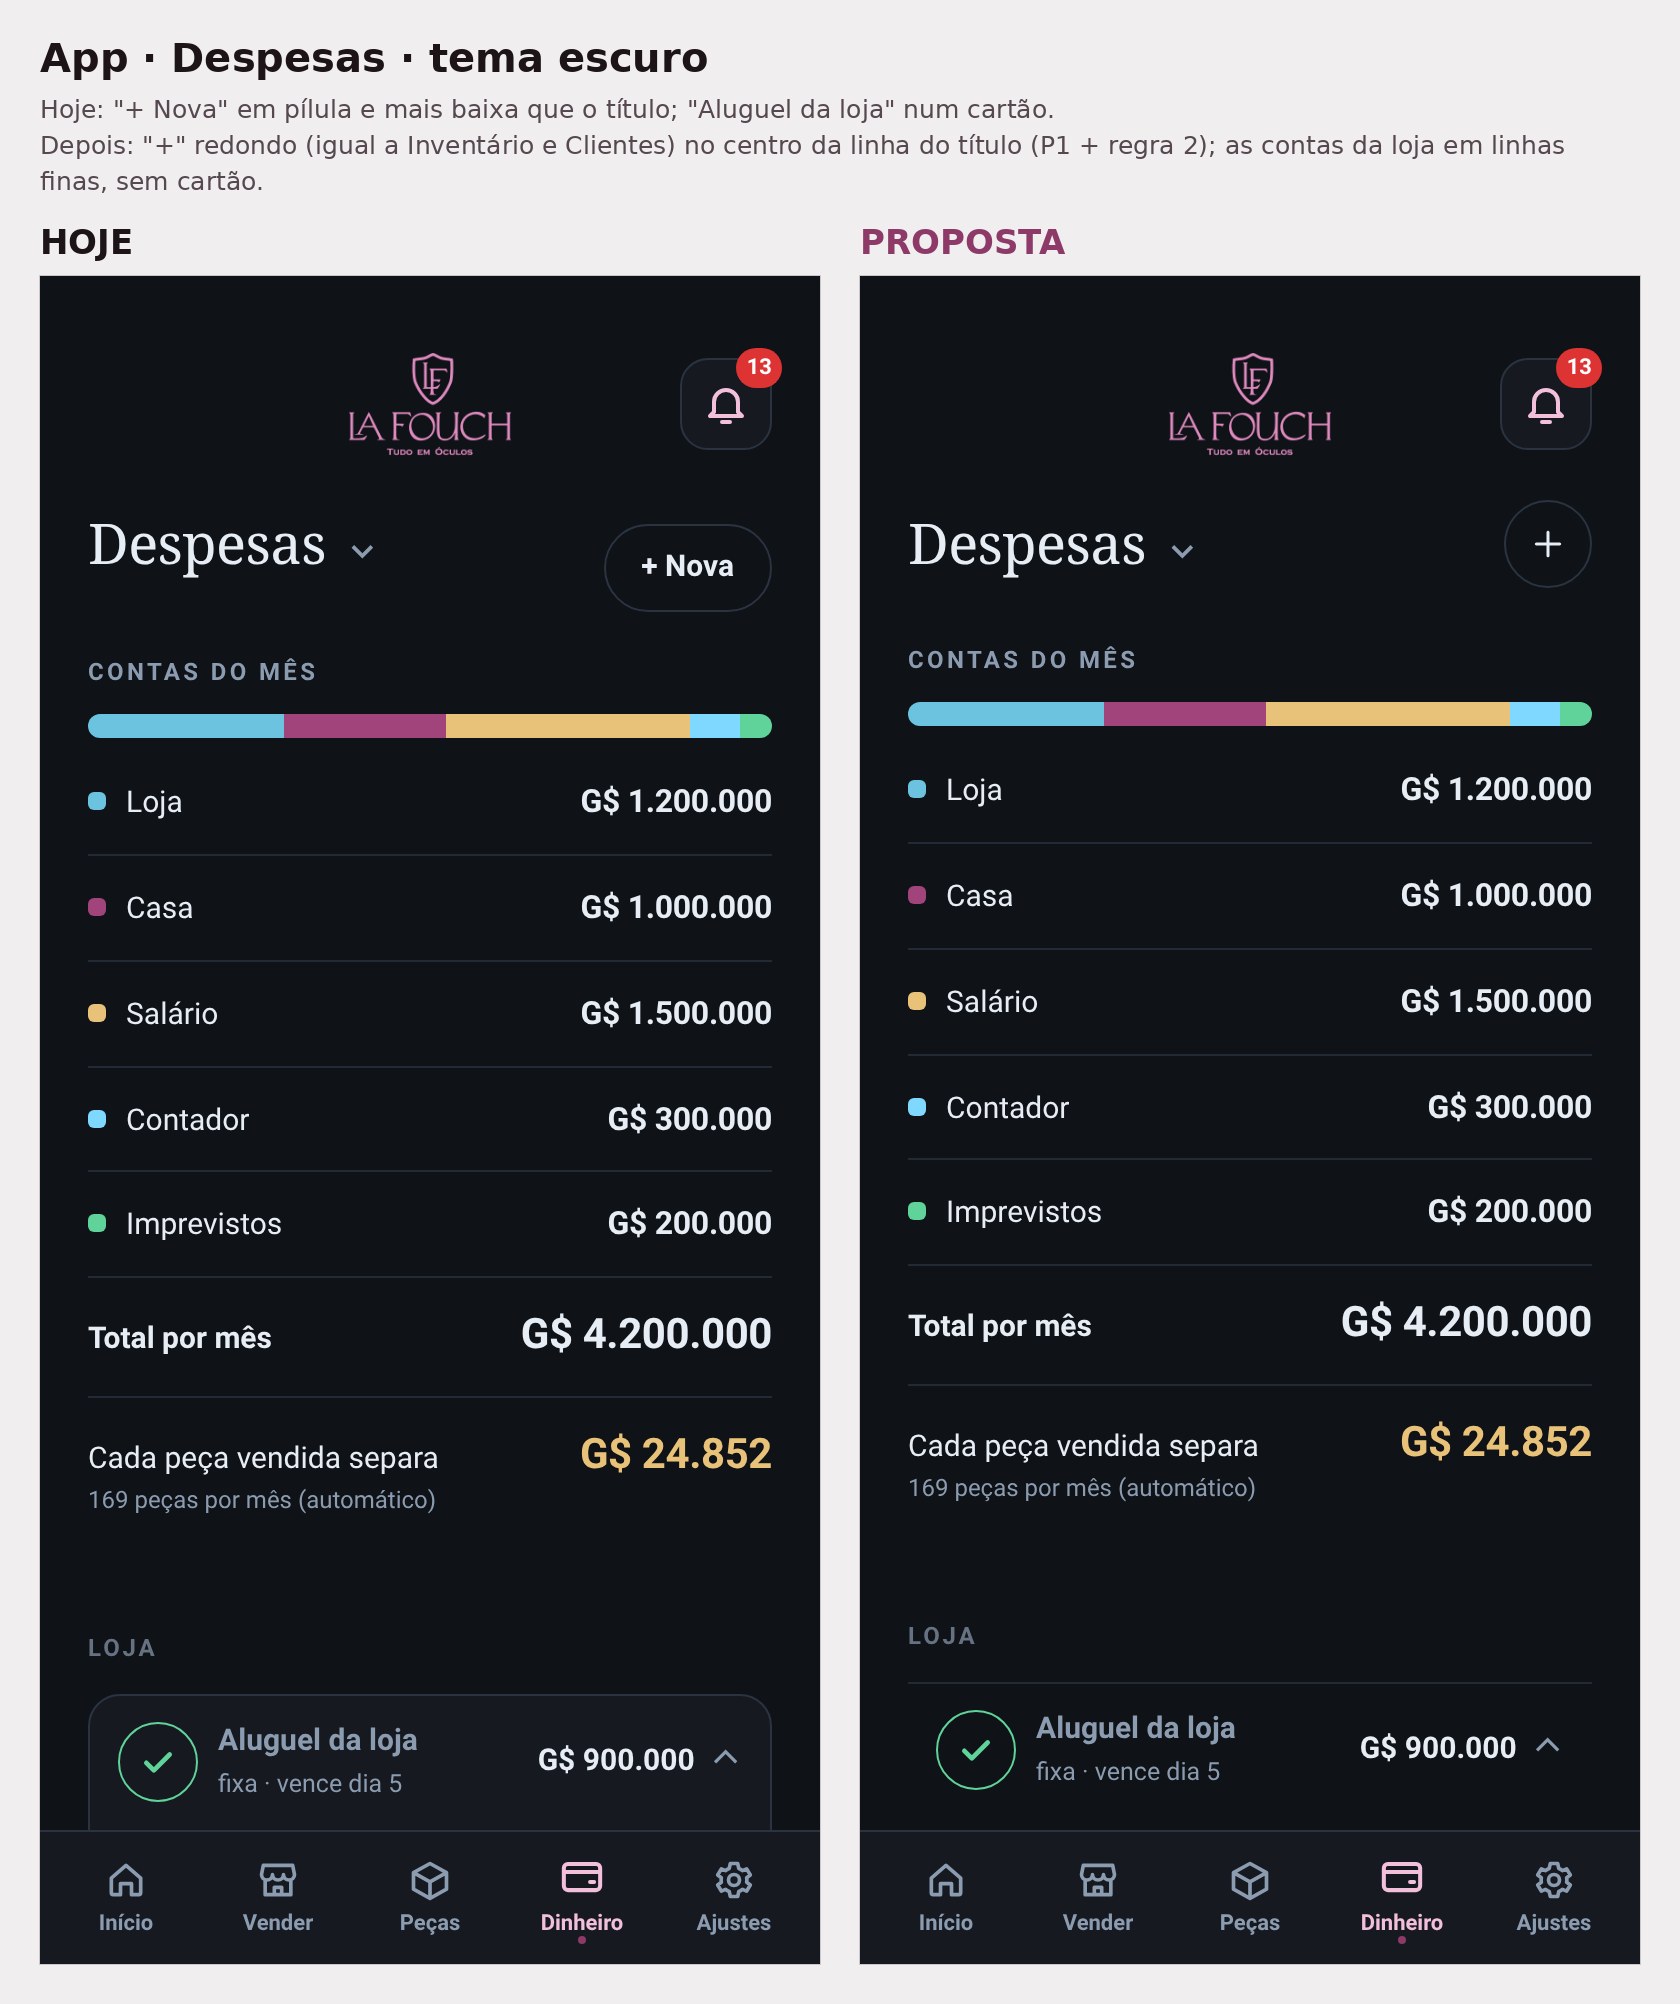 App · Despesas · tema escuro
Hoje: "+ Nova" em pílula e mais baixa que o título; "Aluguel da loja" num cartão.
Depois: "+" redondo (igual a Inventário e Clientes) no centro da linha do título (P1 + regra 2); as contas da loja em linhas
finas, sem cartão.
HOJE
13
LF
LA FOUCH
TUDO EM ÓCULOS
Despesas
+ Nova
CONTAS DO MÊS
Loja G$ 1.200.000
Casa G$ 1.000.000
Salário G$ 1.500.000
Contador G$ 300.000
Imprevistos G$ 200.000
Total por mês G$ 4.200.000
Cada peça vendida separa G$ 24.852
169 peças por mês (automático)
LOJA
Aluguel da loja G$ 900.000
fixa · vence dia 5
Início Vender Peças Dinheiro Ajustes
PROPOSTA
13
LF
LA FOUCH
TUDO EM ÓCULOS
Despesas
+
CONTAS DO MÊS
Loja G$ 1.200.000
Casa G$ 1.000.000
Salário G$ 1.500.000
Contador G$ 300.000
Imprevistos G$ 200.000
Total por mês G$ 4.200.000
Cada peça vendida separa G$ 24.852
169 peças por mês (automático)
LOJA
Aluguel da loja G$ 900.000
fixa · vence dia 5
Início Vender Peças Dinheiro Ajustes